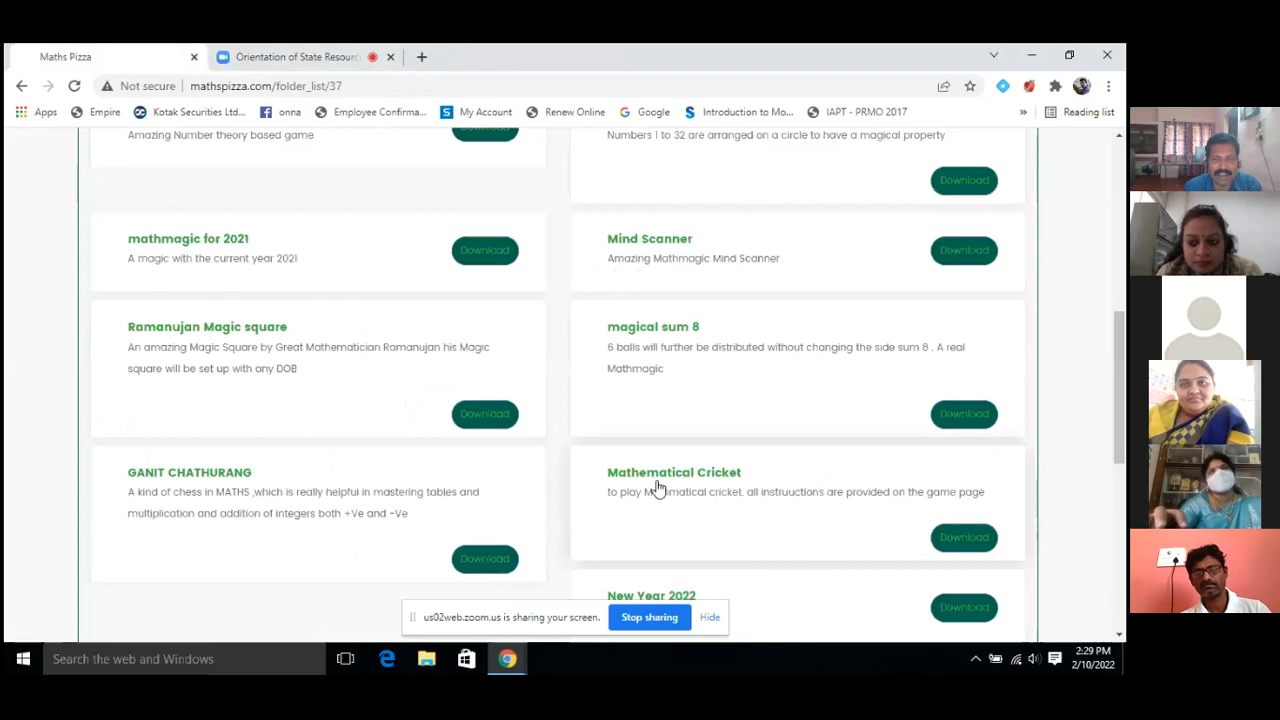 Maths Pizza
Orientation of State Resourc
Not secure
mathspizza.com/folder_list/37
Apps
Empire
Kotak Securities Ltd...
onna
Employee Confirma...
My Account
Renew Online
Google
Introduction to Mo...
IAPT - PRMO 2017
»
Reading list
Amazing Number theory based game
Download
Numbers 1 to 32 are arranged on a circle to have a magical property
Download
mathmagic for 2021
A magic with the current year 2021
Download
Mind Scanner
Amazing Mathmagic Mind Scanner
Download
Ramanujan Magic square
An amazing Magic Square by Great Mathematician Ramanujan his Magic
square will be set up with any DOB
Download
magical sum 8
6 balls will further be distributed without changing the side sum 8 . A real
Mathmagic
Download
GANIT CHATHURANG
A kind of chess in MATHS ,which is really helpful in mastering tables and
multiplication and addition of integers both +Ve and -Ve
Download
Mathematical Cricket
to play Mathematical cricket. all instruuctions are provided on the game page
Download
New Year 2022
Download
us02web.zoom.us is sharing your screen.
Stop sharing
Hide
Search the web and Windows
2:29 PM
2/10/2022